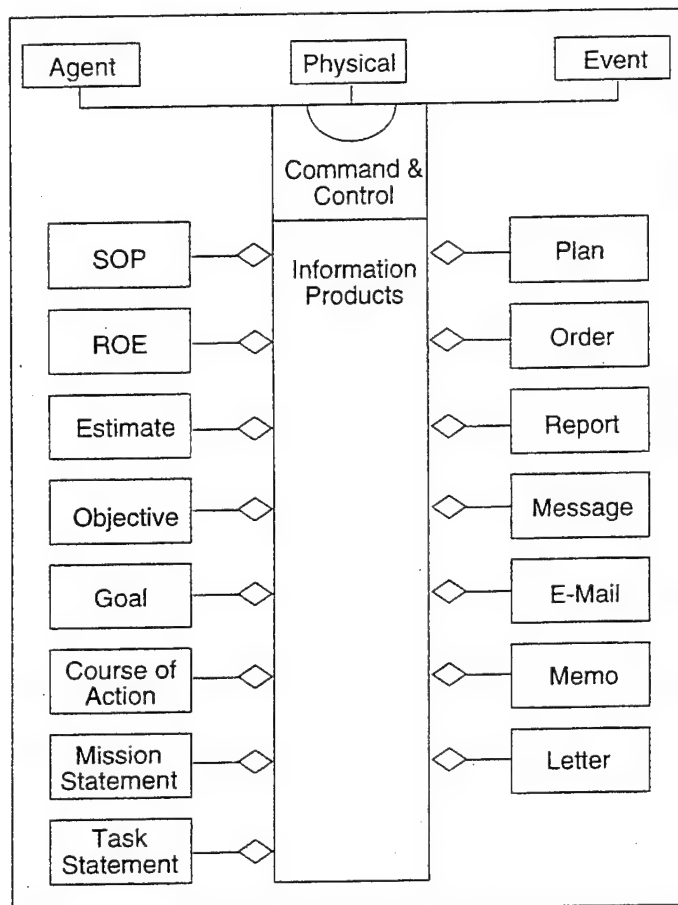 Agent
Physical
Event
Command &
Control
Information
Products
SOP
ROE
Estimate
Objective
Goal
Course of
Action
Mission
Statement
Task
Statement
Plan
Order
Report
Message
E-Mail
Memo
Letter